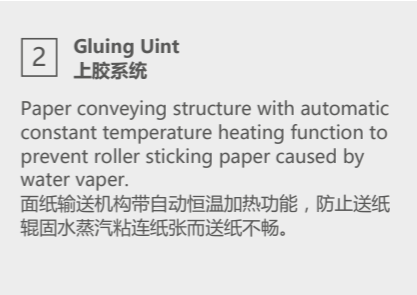 2
Gluing Uint
上胶系统
Paper conveying structure with automatic
constant temperature heating function to
prevent roller sticking paper caused by
water vaper.
面纸输送机构带自动恒温加热功能，防止送纸
辊固水蒸汽粘连纸张而送纸不畅。